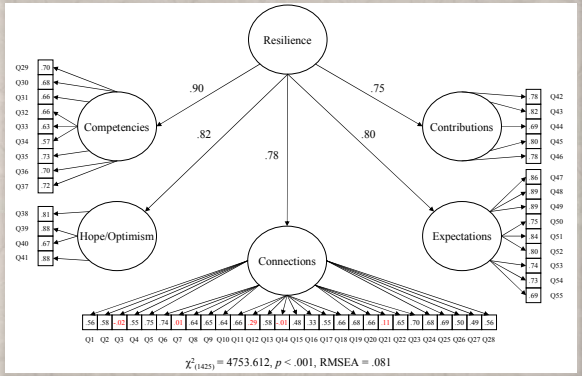 Resilience
.90
.75
.82
.80
.78
Competencies
Contributions
Hope/Optimism
Expectations
Connections
Q29 .70
Q30 .68
Q31 .66
Q32 .66
Q33 .63
Q34 .57
Q35 .73
Q36 .70
Q37 .72
Q38 .81
Q39 .88
Q40 .67
Q41 .88
.78 Q42
.82 Q43
.69 Q44
.80 Q45
.78 Q46
.86 Q47
.89 Q48
.89 Q49
.75 Q50
.84 Q51
.80 Q52
.74 Q53
.73 Q54
.69 Q55
.56 .58 -.02 .55 .75 .74 .01 .64 .65 .64 .66 .29 .58 -.01 .48 .33 .55 .66 .68 .66 .11 .65 .70 .68 .69 .50 .49 .56
Q1 Q2 Q3 Q4 Q5 Q6 Q7 Q8 Q9 Q10 Q11 Q12 Q13 Q14 Q15 Q16 Q17 Q18 Q19 Q20 Q21 Q22 Q23 Q24 Q25 Q26 Q27 Q28
χ²(1425) = 4753.612, p < .001, RMSEA = .081